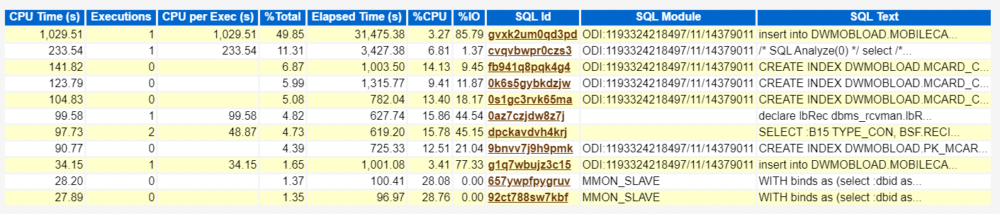 CPU Time (s) Executions CPU per Exec (s) %Total Elapsed Time (s) %CPU %IO SQL Id SQL Module SQL Text
1,029.51 1 1,029.51 49.85 31,475.38 3.27 85.79 gvxk2um0qd3pd ODI:1193324218497/11/14379011 insert into DWMOBLOAD.MOBILECA...
233.54 1 233.54 11.31 3,427.38 6.81 1.37 cvqvbwpr0czs3 ODI:1193324218497/11/14379011 /* SQL Analyze(0) */ select /*...
141.82 0 6.87 1,003.50 14.13 9.45 fb941q8pqk4g4 ODI:1193324218497/11/14379011 CREATE INDEX DWMOBLOAD.MCARD_C...
123.79 0 5.99 1,315.77 9.41 11.87 0k6s5gybkdzjw ODI:1193324218497/11/14379011 CREATE INDEX DWMOBLOAD.MCARD_C...
104.83 0 5.08 782.04 13.40 18.17 0s1gc3rvk65ma ODI:1193324218497/11/14379011 CREATE INDEX DWMOBLOAD.MCARD_C...
99.58 1 99.58 4.82 627.74 15.86 44.54 0az7czjdw8z7j declare lbRec dbms_rcvman.lbR...
97.73 2 48.87 4.73 619.20 15.78 45.15 dpckavdvh4krj SELECT :B15 TYPE_CON, BSF.RECI...
90.77 0 4.39 725.33 12.51 21.04 9bnvv7j9h9pmk ODI:1193324218497/11/14379011 CREATE INDEX DWMOBLOAD.PK_MCAR...
34.15 1 34.15 1.65 1,001.08 3.41 77.33 g1q7wbujz3c15 ODI:1193324218497/11/14379011 insert into DWMOBLOAD.MOBILECA...
28.20 0 1.37 100.41 28.08 0.00 657ywpfpygruv MMON_SLAVE WITH binds as (select :dbid as...
27.89 0 1.35 96.97 28.76 0.00 92ct788sw7kbf MMON_SLAVE WITH binds as (select :dbid as...